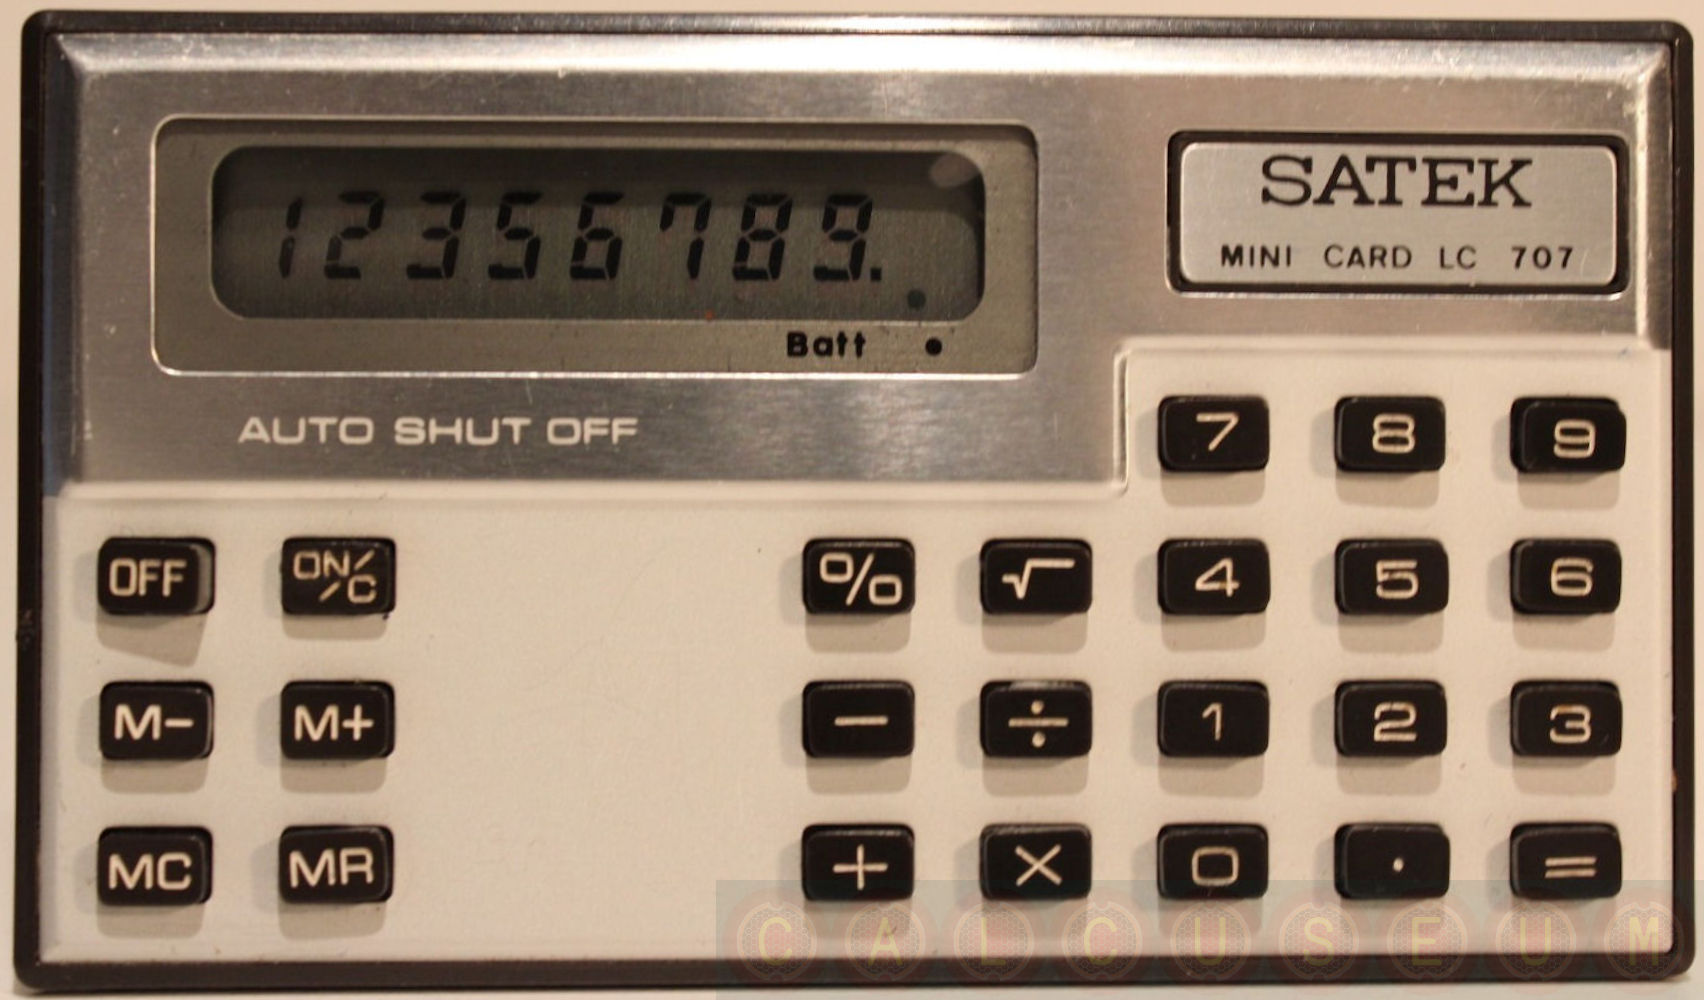 12356789.
SATEK
MINI CARD LC 707
Batt
AUTO SHUT OFF
7 8 9
OFF ON/C % √ 4 5 6
M− M+ − ÷ 1 2 3
MC MR + × 0 . =
CALCUSEUM